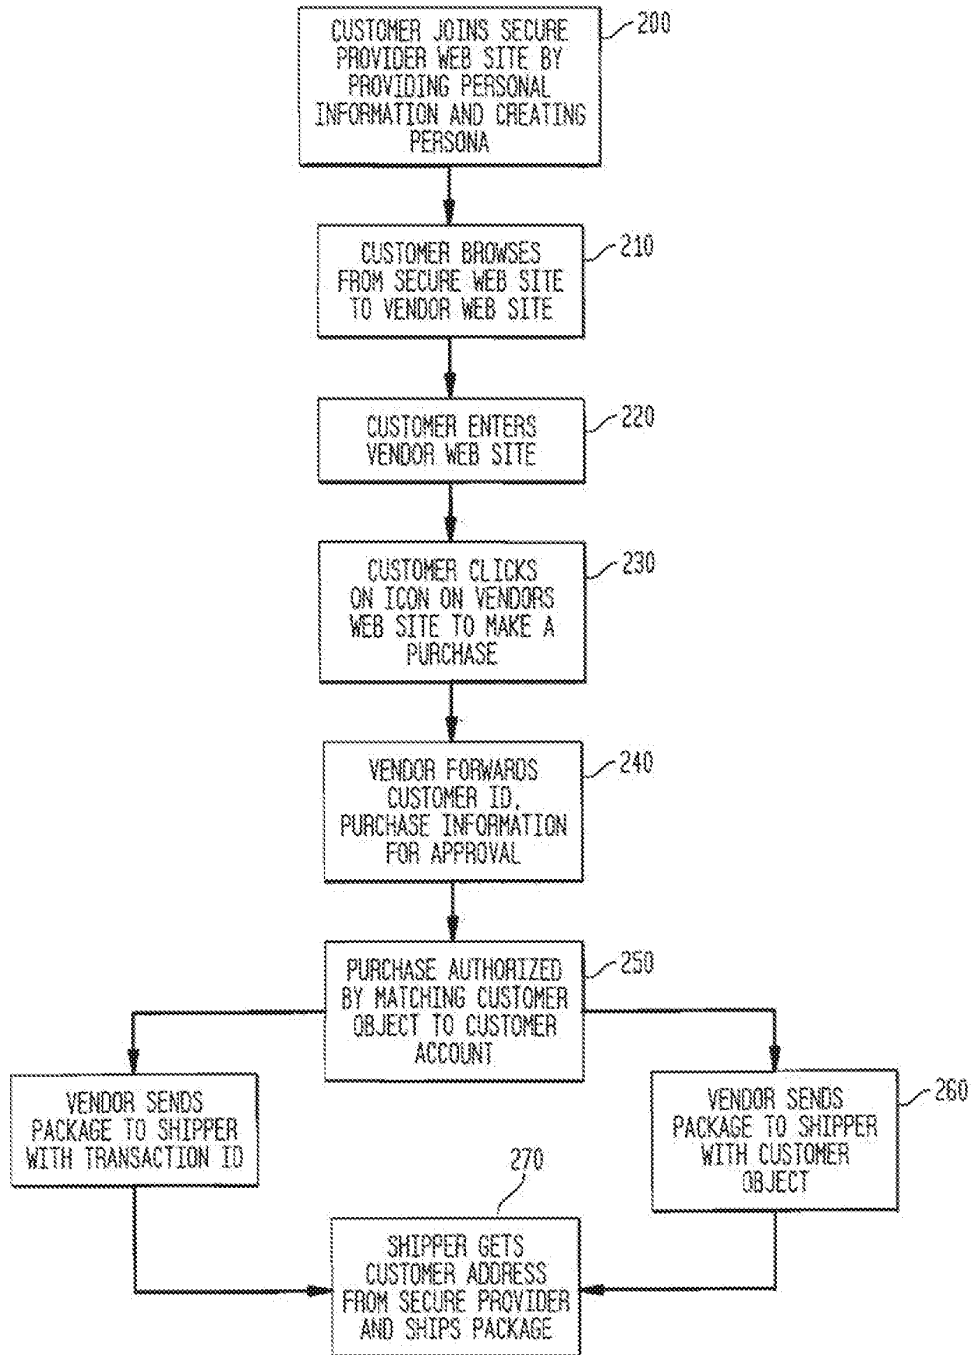 CUSTOMER JOINS SECURE
PROVIDER WEB SITE BY
PROVIDING PERSONAL
INFORMATION AND CREATING
PERSONA
200
CUSTOMER BROWSES
FROM SECURE WEB SITE
TO VENDOR WEB SITE
210
CUSTOMER ENTERS
VENDOR WEB SITE
220
CUSTOMER CLICKS
ON ICON ON VENDORS
WEB SITE TO MAKE A
PURCHASE
230
VENDOR FORWARDS
CUSTOMER ID,
PURCHASE INFORMATION
FOR APPROVAL
240
PURCHASE AUTHORIZED
BY MATCHING CUSTOMER
OBJECT TO CUSTOMER
ACCOUNT
250
VENDOR SENDS
PACKAGE TO SHIPPER
WITH TRANSACTION ID
VENDOR SENDS
PACKAGE TO SHIPPER
WITH CUSTOMER
OBJECT
260
270
SHIPPER GETS
CUSTOMER ADDRESS
FROM SECURE PROVIDER
AND SHIPS PACKAGE